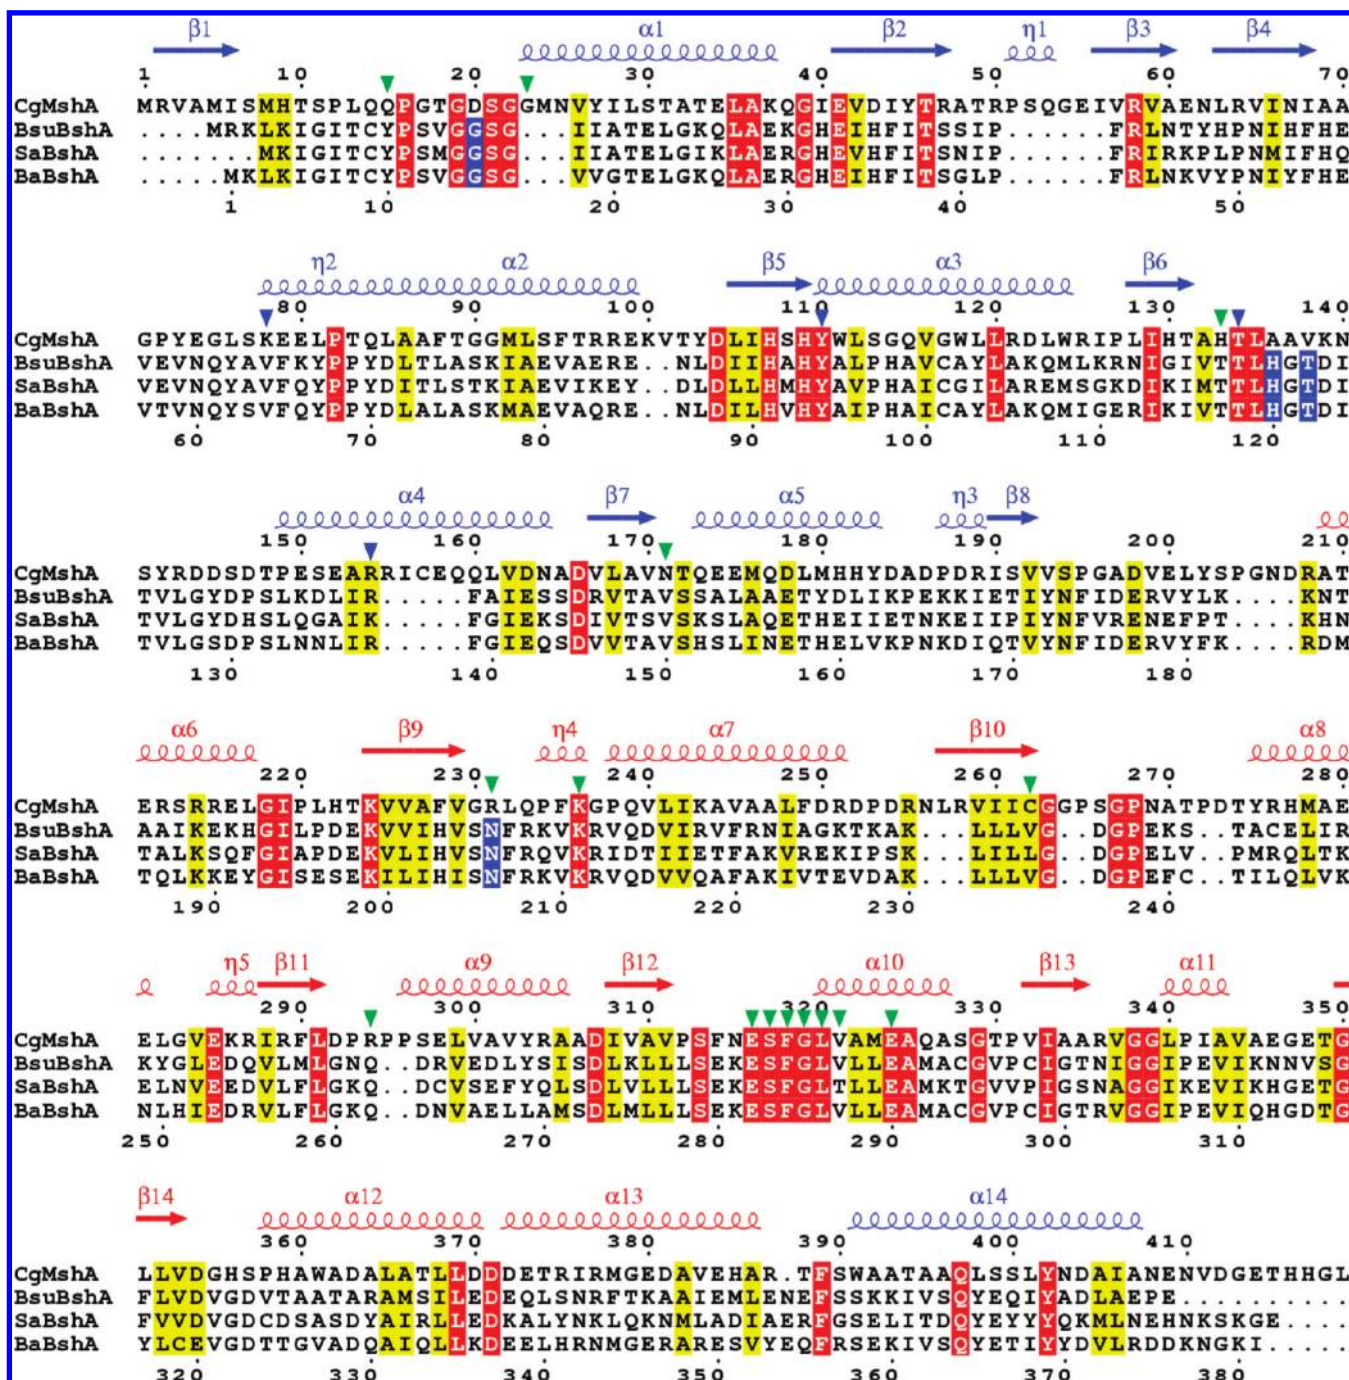 β1 α1 β2 η1 β3 β4
1 10 20 30 40 50 60 70
CgMshA MRVAMISMHTSPLQQPGTGDSGGMNVYILSTATELAKQGIEVDIYTRATRPSQGEIVRVAENLRVINIAA
BsuBshA ....MRKLKIGITCYPSVGGSG...IIATELGKQLAEKGHEIHFITSSIP......FRLNTYHPNIHFHE
SaBshA .......MKIGITCYPSMGGSG...IIATELGIKLAERGHEVHFITSNIP......FRIRKPLPNMIFHQ
BaBshA .....MKLKIGITCYPSVGGSG...VVGTELGKQLAERGHEIHFITSGLP......FRLNKVYPNIYFHE
1 10 20 30 40 50
η2 α2 β5 α3 β6
80 90 100 110 120 130 140
CgMshA GPYEGLSKEELPTQLAAFTGGMLSFTRREKVTYDLIHSHYWLSGQVGWLLRDLWRIPLIHTAHTLAAVKN
BsuBshA VEVNQYAVFKYPPYDLTLASKIAEVAERE..NLDIIHAHYALPHAVCAYLAKQMLKRNIGIVTTLHGTDI
SaBshA VEVNQYAVFQYPPYDITLSTKIAEVIKEY..DLDLLHMHYAVPHAICGILAREMSGKDIKIMTTLHGTDI
BaBshA VTVNQYSVFQYPPYDLALASKMAEVAQRE..NLDILHVHYAIPHAICAYLAKQMIGERIKIVTTLHGTDI
60 70 80 90 100 110 120
α4 β7 α5 η3 β8
150 160 170 180 190 200 210
CgMshA SYRDDSDTPESEARRICEQQLVDNADVLAVNTQEEMQDLMHHYDADPDRISVVSPGADVELYSPGNDRAT
BsuBshA TVLGYDPSLKDLIR.....FAIESSDRVTAVSSALAAETYDLIKPEKKIETIYNFIDERVYLK....KNT
SaBshA TVLGYDHSLQGAIK.....FGIEKSDIVTSVSKSLAQETHEIIETNKEIIPIYNFVRENEFPT....KHN
BaBshA TVLGSDPSLNNLIR.....FGIEQSDVVTAVSHSLINETHELVKPNKDIQTVYNFIDERVYFK....RDM
130 140 150 160 170 180
α6 β9 η4 α7 β10 α8
220 230 240 250 260 270 280
CgMshA ERSRRELGIPLHTKVVAFVGRLQPFKGPQVLIKAVAALFDRDPDRNLRVIICGGPSGPNATPDTYRHMAE
BsuBshA AAIKEKHGILPDEKVVIHVSNFRKVKRVQDVIRVFRNIAGKTKAK...LLLVG..DGPEKS..TACELIR
SaBshA TALKSQFGIAPDEKVLIHVSNFRQVKRIDTIIETFAKVREKIPSK...LILLG..DGPELV..PMRQLTK
BaBshA TQLKKEYGISESEKILIHISNFRKVKRVQDVVQAFAKIVTEVDAK...LLLVG..DGPEFC..TILQLVK
190 200 210 220 230 240
η5 β11 α9 β12 α10 β13 α11
290 300 310 320 330 340 350
CgMshA ELGVEKRIRFLDPRPPSELVAVYRAADIVAVPSFNESFGLVAMEAQASGTPVIAARVGGLPIAVAEGETG
BsuBshA KYGLEDQVLMLGNQ..DRVEDLYSISDLKLLLSEKESFGLVLLEAMACGVPCIGTNIGGIPEVIKNNVSG
SaBshA ELNVEEDVLFLGKQ..DCVSEFYQLSDLVLLLSEKESFGLTLLEAMKTGVVPIGSNAGGIKEVIKHGETG
BaBshA NLHIEDRVLFLGKQ..DNVAELLAMSDLMLLLSEKESFGLVLLEAMACGVPCIGTRVGGIPEVIQHGDTG
250 260 270 280 290 300 310
β14 α12 α13 α14
360 370 380 390 400 410
CgMshA LLVDGHSPHAWADALATLLDDDETRIRMGEDAVEHAR.TFSWAATAAQLSSLYNDAIANENVDGETHHGL
BsuBshA FLVDVGDVTAATARAMSILEDEQLSNRFTKAAIEMLENEFSSKKIVSQYEQIYADLAEPE..........
SaBshA FVVDVGDCDSASDYAIRLLEDKALYNKLQKNMLADIAERFGSELITDQYEYYYQKMLNEHNKSKGE....
BaBshA YLCEVGDTTGVADQAIQLLKDEELHRNMGERARESVYEQFRSEKIVSQYETIYYDVLRDDKNGKI.....
320 330 340 350 360 370 380